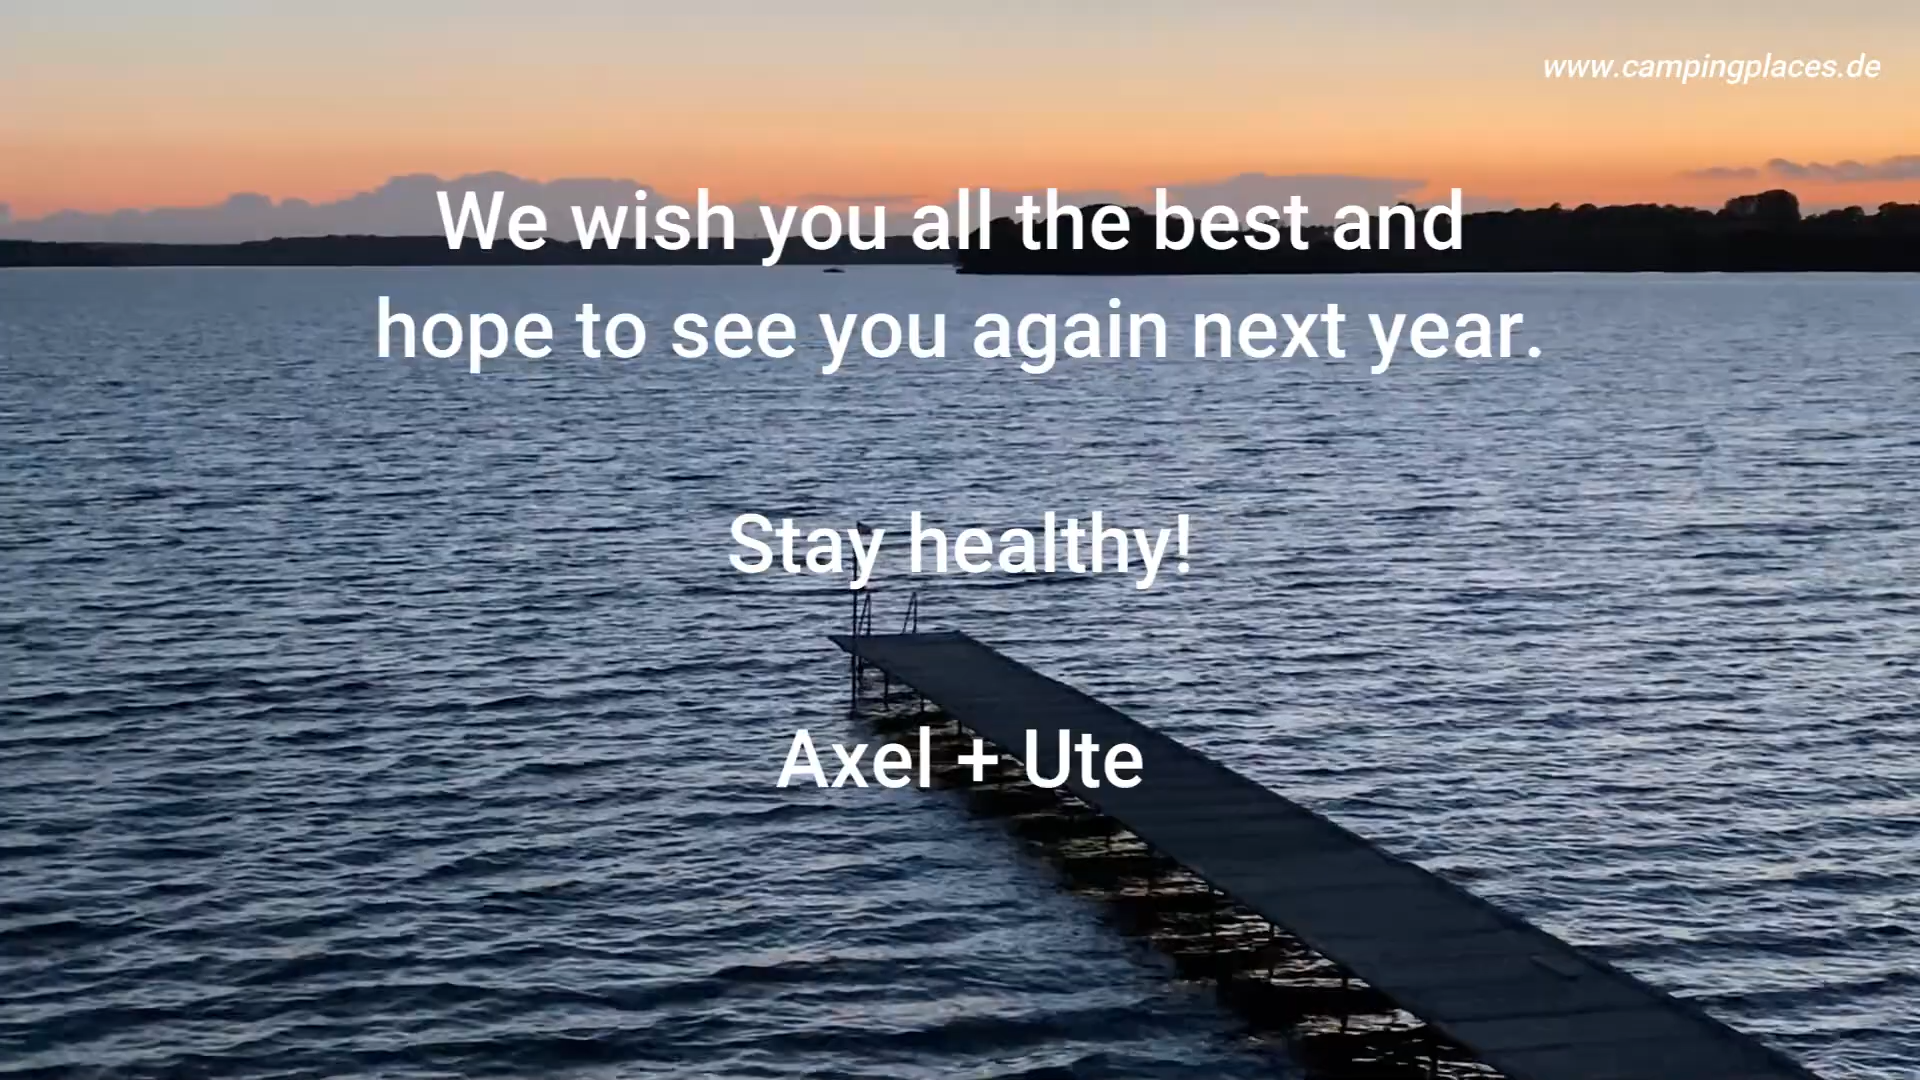 www.campingplaces.de
We wish you all the best and
hope to see you again next year.
Stay healthy!
Axel + Ute